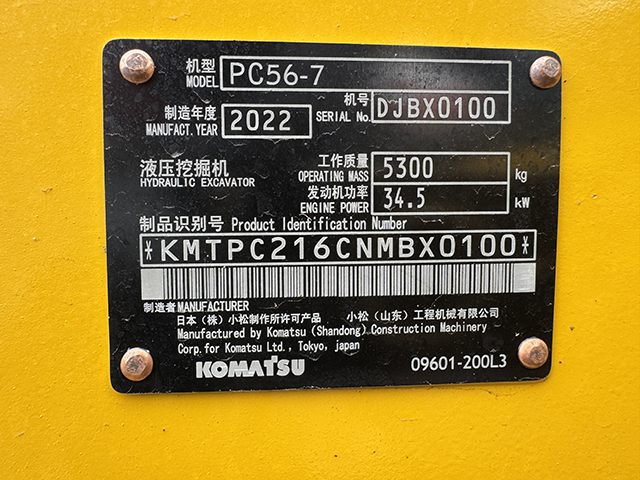 机型 MODEL PC56-7
机号 SERIAL No. DJBX0100
制造年度 MANUFACT. YEAR 2022
液压挖掘机
HYDRAULIC EXCAVATOR
工作质量 OPERATING MASS 5300 kg
发动机功率 ENGINE POWER 34.5 kW
制品识别号 Product Identification Number
*KMTPC216CNMBX0100*
制造者 MANUFACTURER
日本（株）小松制作所许可产品 小松（山东）工程机械有限公司
Manufactured by Komatsu (Shandong) Construction Machinery
Corp. for Komatsu Ltd., Tokyo, japan
KOMATSU 09601-200L3